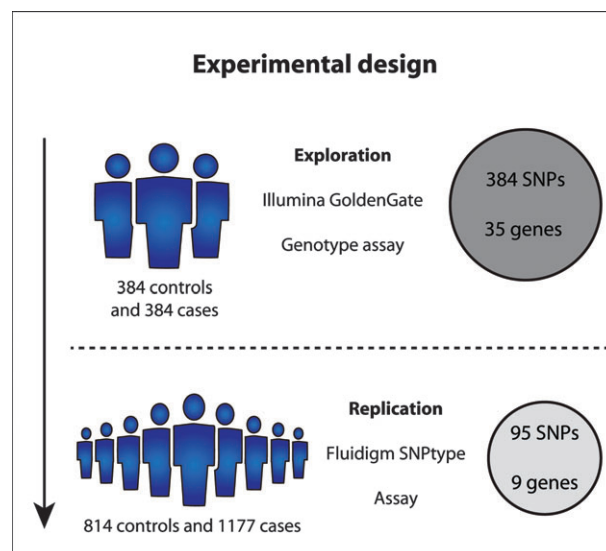 Experimental design
Exploration
Illumina GoldenGate
Genotype assay
384 controls
and 384 cases
384 SNPs
35 genes
Replication
Fluidigm SNPtype
Assay
814 controls and 1177 cases
95 SNPs
9 genes